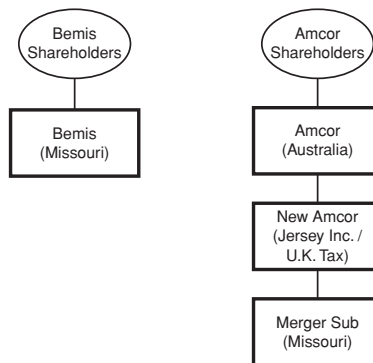 Bemis
Shareholders
Bemis
(Missouri)
Amcor
Shareholders
Amcor
(Australia)
New Amcor
(Jersey Inc. /
U.K. Tax)
Merger Sub
(Missouri)